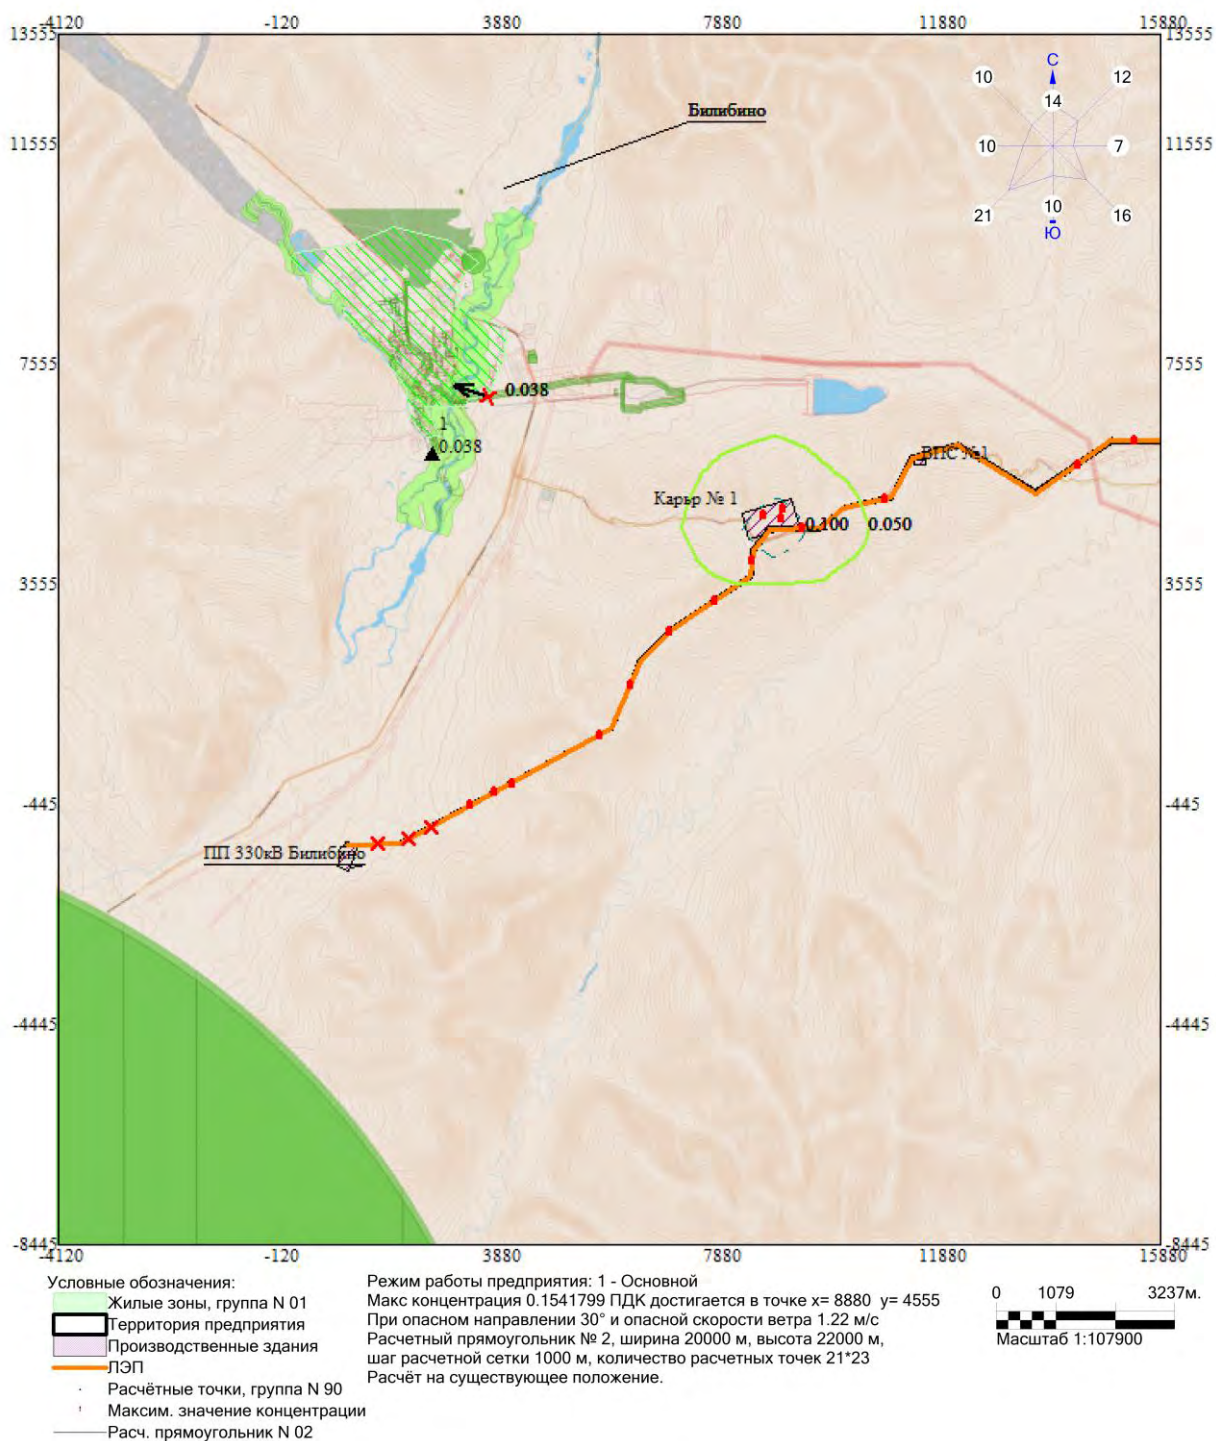 -4120 -120 3880 7880 11880 15880
13555 13555
С
10 12
14
Билибино
11555 11555
10 7
21 10 16
Ю
7555 7555
0.038
1
0.038
ВПС №1
Карьер № 1
0.100 0.050
3555 3555
-445 -445
ПП 330кВ Билибино
-4445 -4445
-8445 -8445
-4120 -120 3880 7880 11880 15880
Условные обозначения:
Жилые зоны, группа N 01
Территория предприятия
Производственные здания
ЛЭП
Расчётные точки, группа N 90
Максим. значение концентрации
Расч. прямоугольник N 02
Режим работы предприятия: 1 - Основной
Макс концентрация 0.1541799 ПДК достигается в точке x= 8880 y= 4555
При опасном направлении 30° и опасной скорости ветра 1.22 м/с
Расчетный прямоугольник № 2, ширина 20000 м, высота 22000 м,
шаг расчетной сетки 1000 м, количество расчетных точек 21*23
Расчёт на существующее положение.
0 1079 3237м.
Масштаб 1:107900